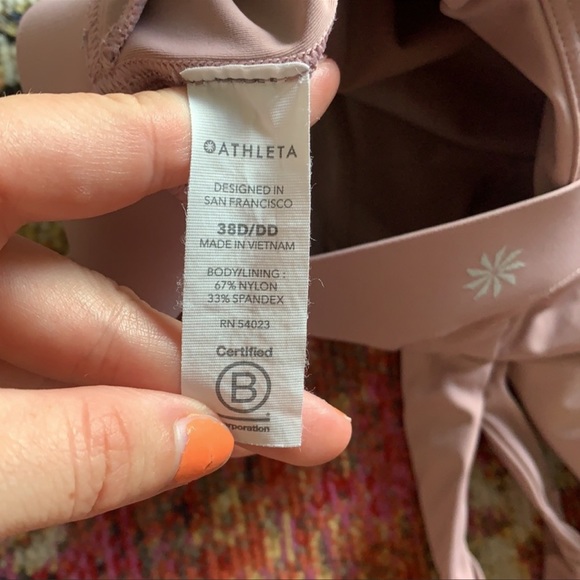 ATHLETA
DESIGNED IN
SAN FRANCISCO
38D/DD
MADE IN VIETNAM
BODY/LINING :
67% NYLON
33% SPANDEX
RN 54023
Certified
B
orporation